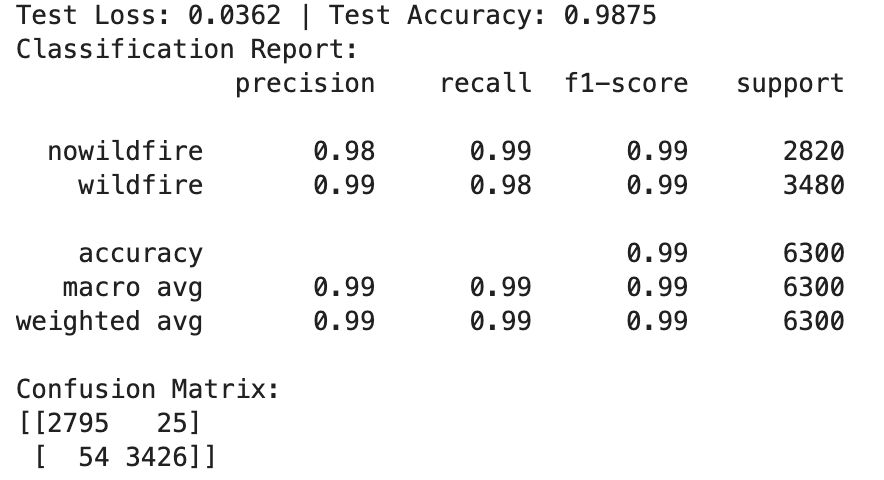 Test Loss: 0.0362 | Test Accuracy: 0.9875
Classification Report:
              precision    recall  f1-score   support

  nowildfire       0.98      0.99      0.99      2820
    wildfire       0.99      0.98      0.99      3480

    accuracy                           0.99      6300
   macro avg       0.99      0.99      0.99      6300
weighted avg       0.99      0.99      0.99      6300

Confusion Matrix:
[[2795   25]
 [  54 3426]]